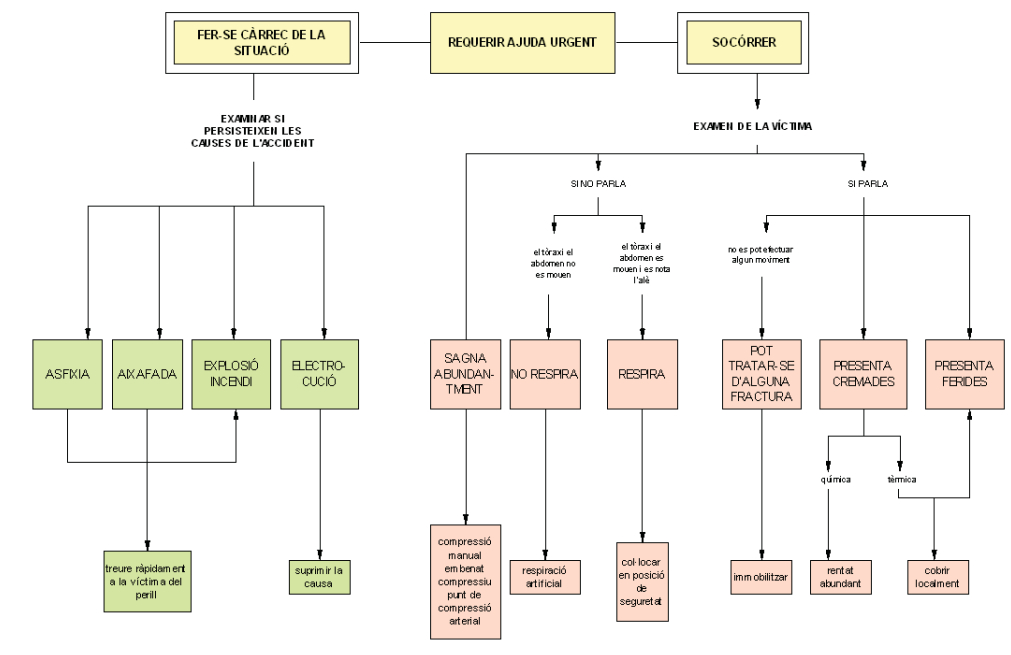 FER-SE CÀRREC DE LA
SITUACIÓ
REQUERIR AJUDA URGENT
SOCÓRRER
EXAMINAR SI
PERSISTEIXEN LES
CAUSES DE L'ACCIDENT
EXAMEN DE LA VÍCTIMA
SI NO PARLA
SI PARLA
el tòrax i el
abdomen no
es mouen
el tòrax i el
abdomen es
mouen i es nota
l'alè
no es pot efectuar
algun moviment
ASFIXIA
AIXAFADA
EXPLOSIÓ
INCENDI
ELECTRO-
CUCIÓ
SAGNA
ABUNDAN-
TMENT
NO RESPIRA
RESPIRA
POT
TRATAR-SE
D'ALGUNA
FRACTURA
PRESENTA
CREMADES
PRESENTA
FERIDES
química
tèrmica
treure ràpidament
a la víctima del
perill
suprimir la
causa
compressió
manual
embenat
compressiu
punt de
compressió
arterial
respiració
artificial
col·locar
en posició
de
seguretat
immobilitzar
rentat
abundant
cobrir
localment